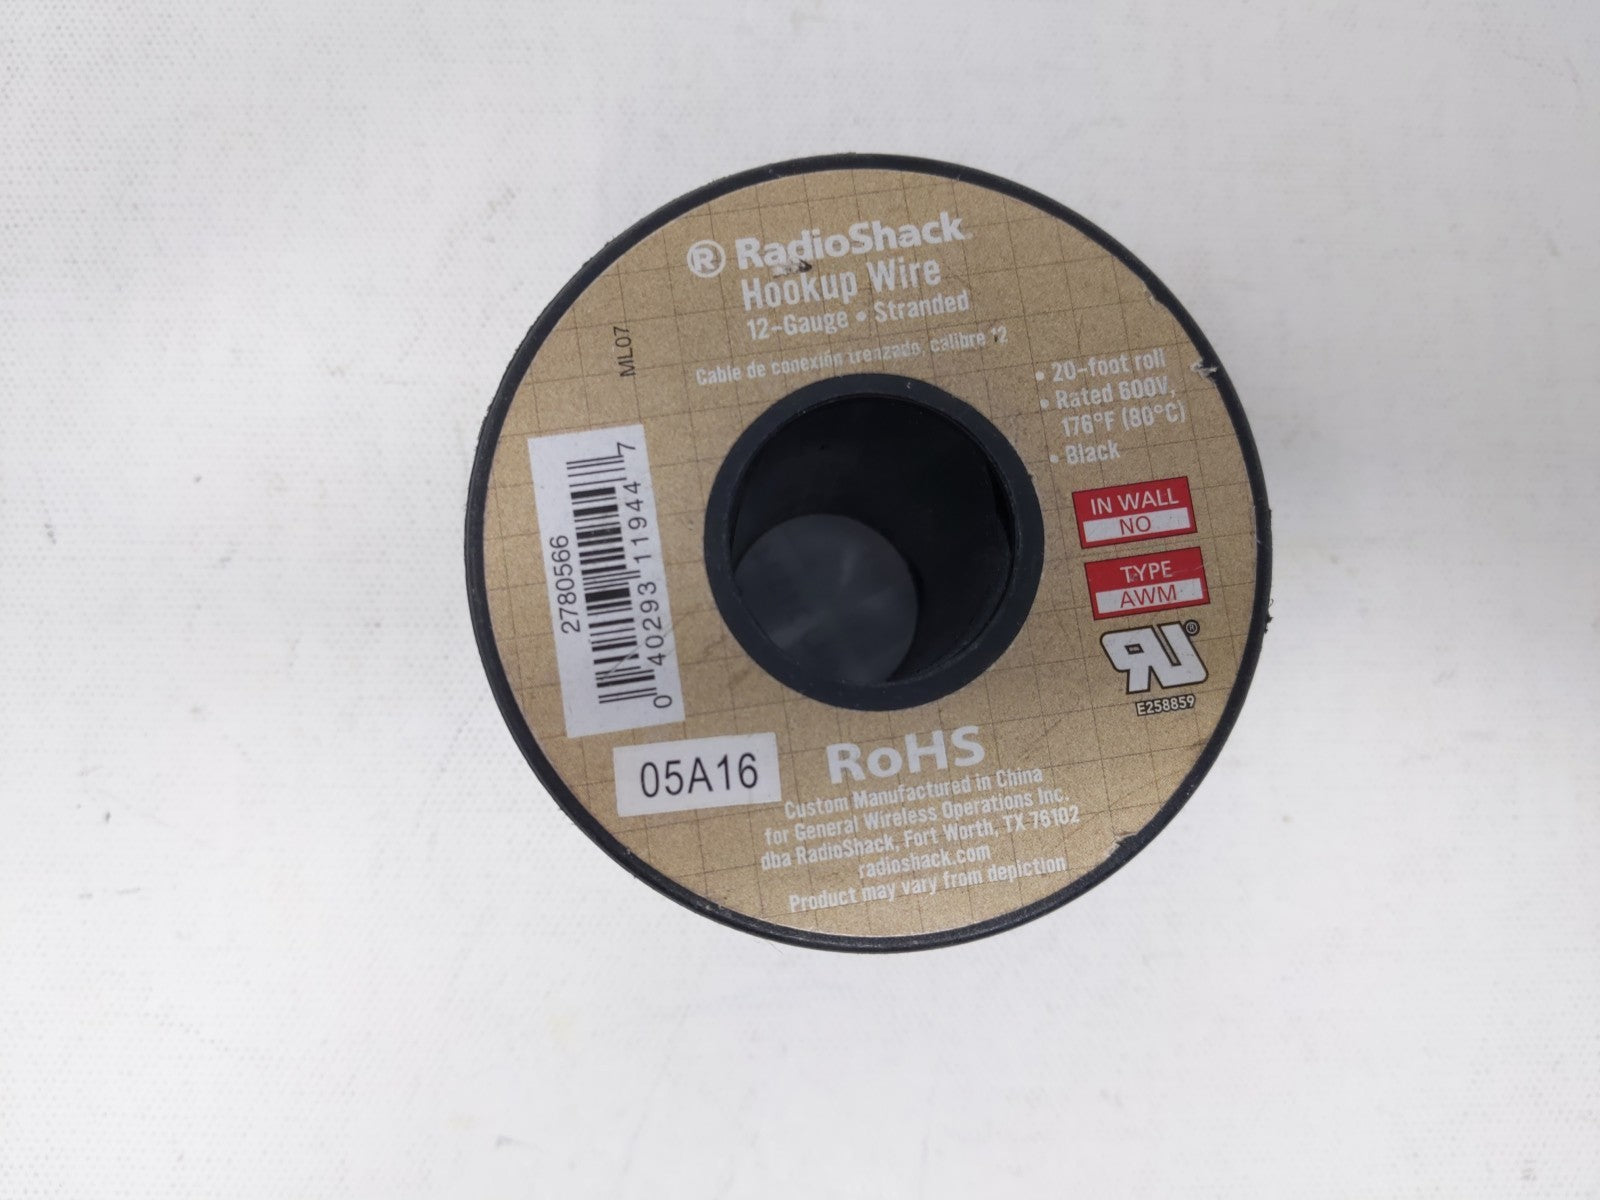 ® RadioShack
Hookup Wire
12-Gauge • Stranded
Cable de conexión trenzado, calibre 12
ML07
• 20-foot roll
• Rated 600V,
176°F (80°C)
• Black
IN WALL
NO
TYPE
AWM
®
E258859
2780566
0 40293 11944 7
05A16
RoHS
Custom Manufactured in China
for General Wireless Operations Inc.
dba RadioShack, Fort Worth, TX 76102
radioshack.com
Product may vary from depiction